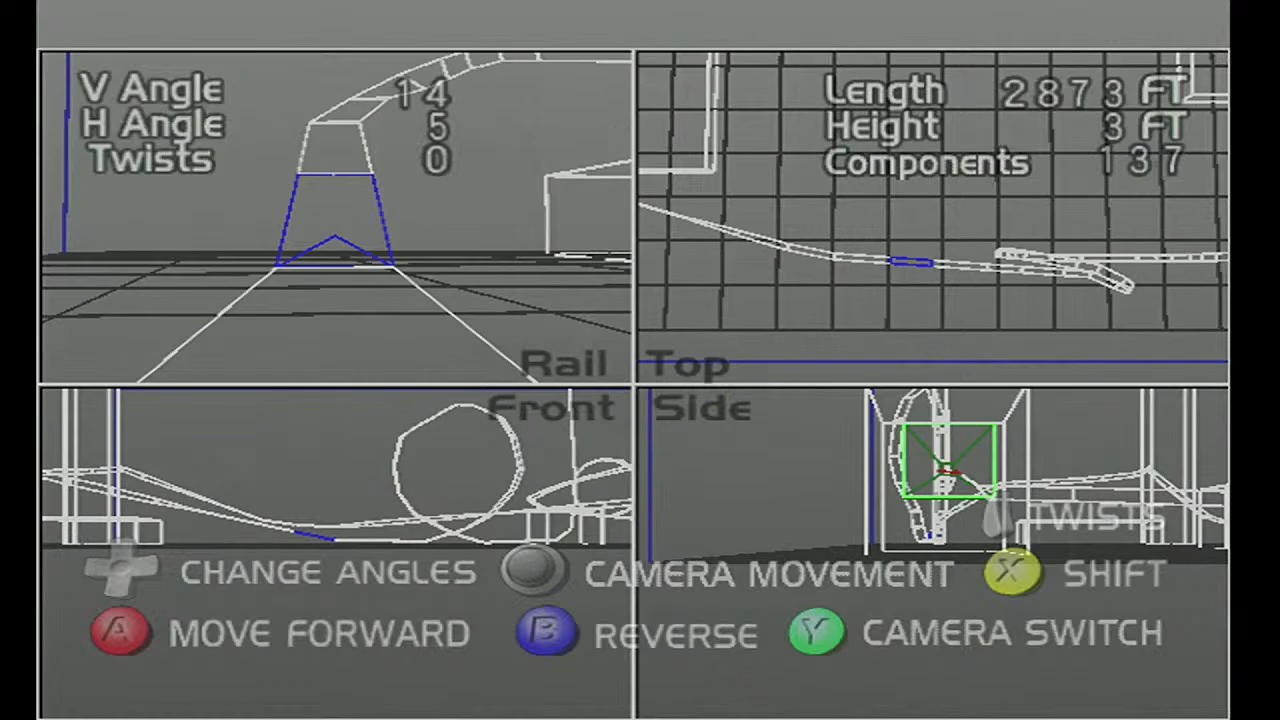 V Angle 14
H Angle 5
Twists 0
Length 2873 FT
Height 3 FT
Components 137
Rail Top
Front Side
TWISTS
CHANGE ANGLES CAMERA MOVEMENT X SHIFT
A MOVE FORWARD B REVERSE Y CAMERA SWITCH